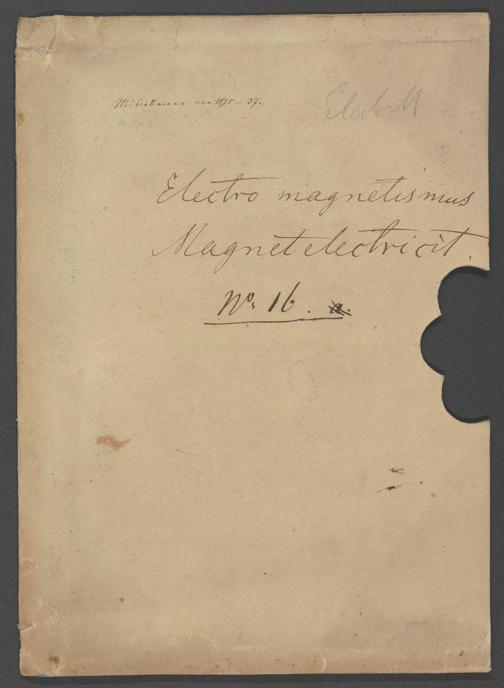 Miscellanea von 1835–37.
Electro magnetismus
Magnetelectricit.
No. 16. a.